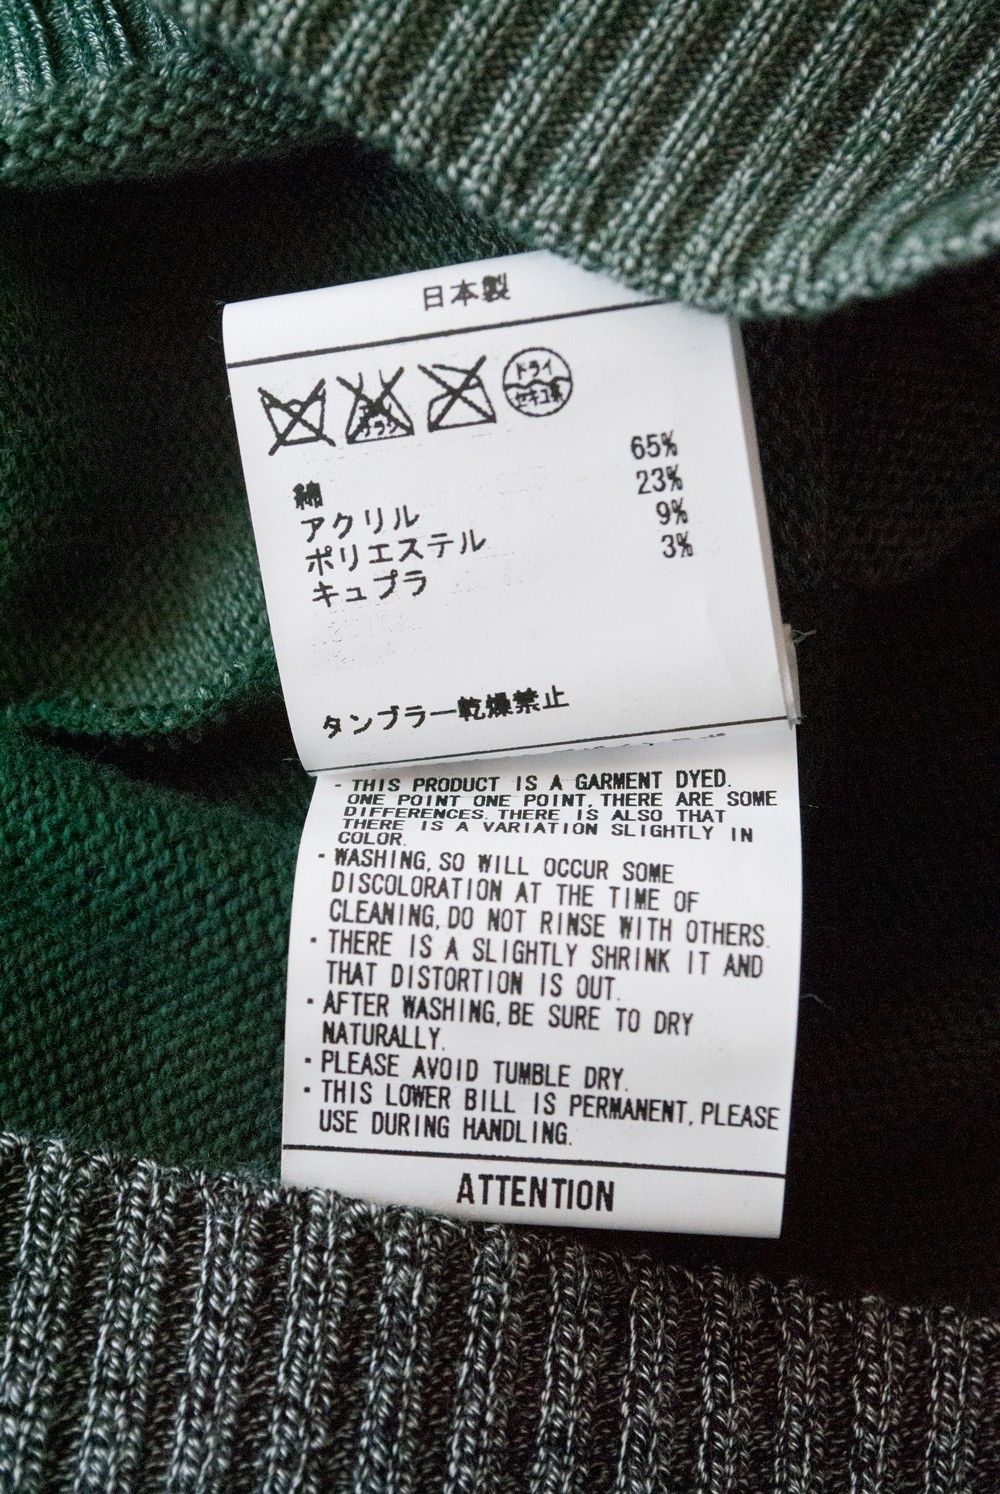 日本製
ドライ
セキユ系
綿 65%
アクリル 23%
ポリエステル 9%
キュプラ 3%
タンブラー乾燥禁止
- THIS PRODUCT IS A GARMENT DYED.
ONE POINT ONE POINT, THERE ARE SOME
DIFFERENCES. THERE IS ALSO THAT
THERE IS A VARIATION SLIGHTLY IN
COLOR.
・WASHING, SO WILL OCCUR SOME
DISCOLORATION AT THE TIME OF
CLEANING, DO NOT RINSE WITH OTHERS.
・THERE IS A SLIGHTLY SHRINK IT AND
THAT DISTORTION IS OUT.
・AFTER WASHING, BE SURE TO DRY
NATURALLY.
・PLEASE AVOID TUMBLE DRY.
・THIS LOWER BILL IS PERMANENT, PLEASE
USE DURING HANDLING.
ATTENTION